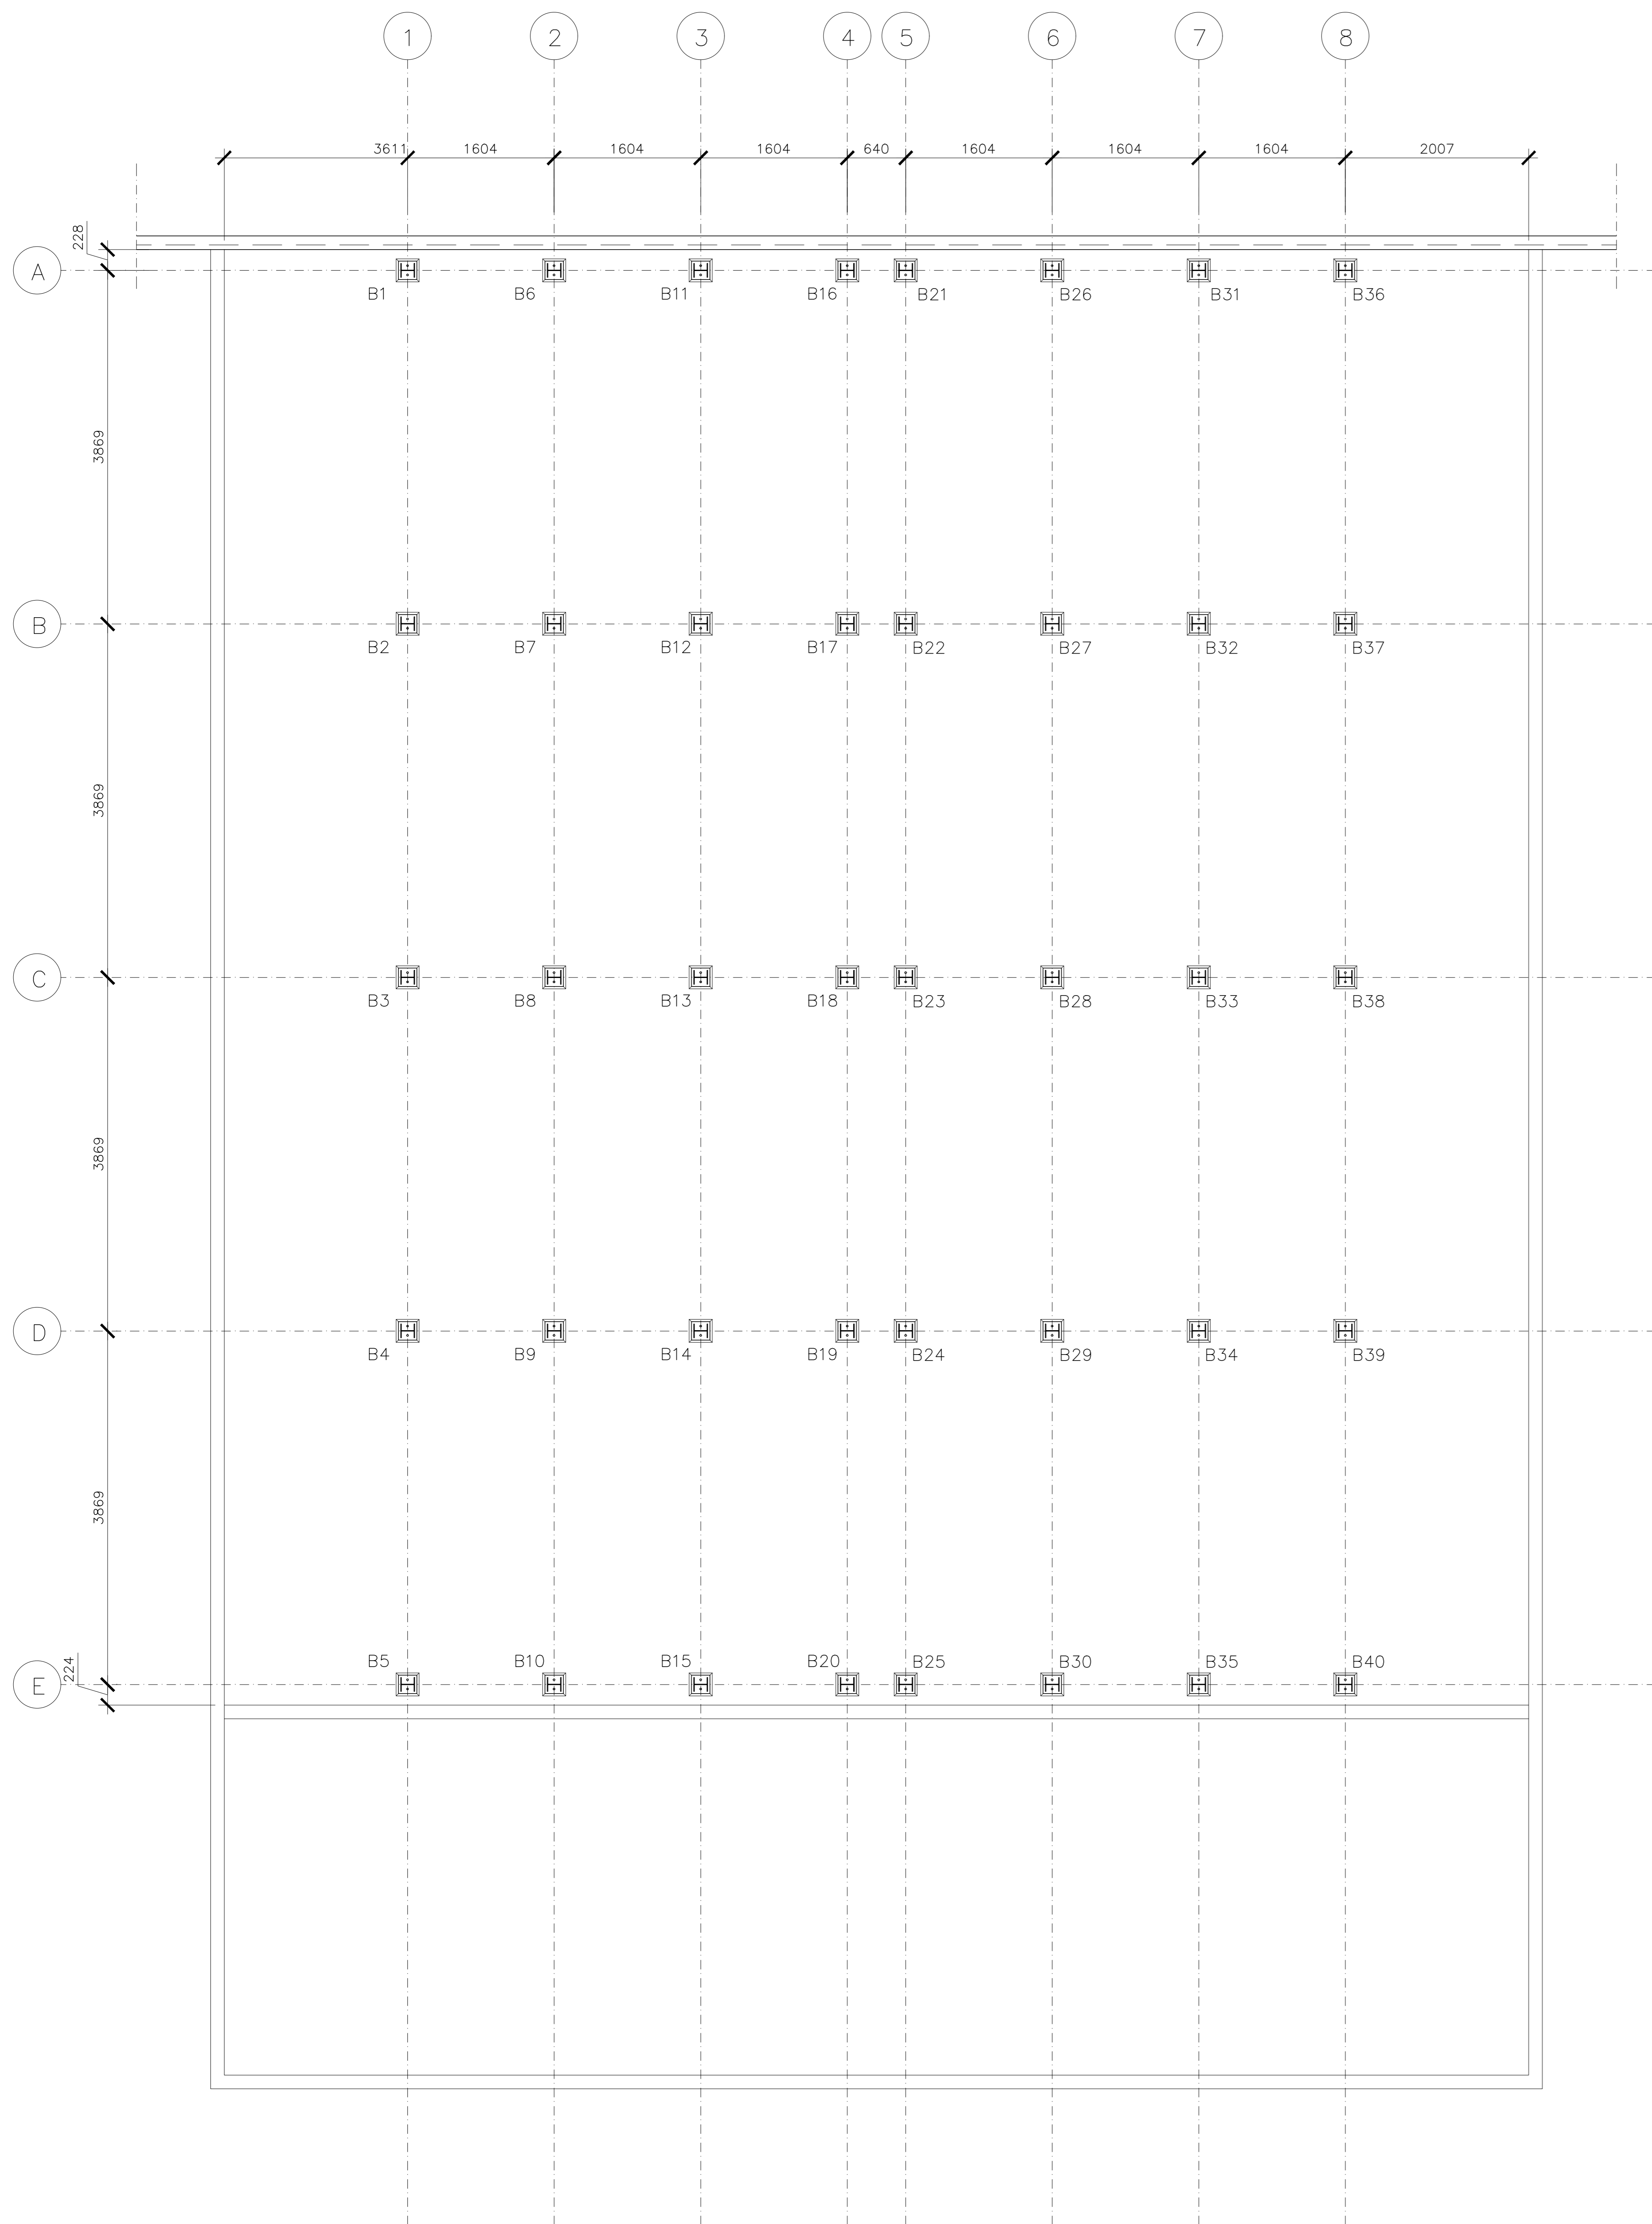 1 2 3 4 5 6 7 8
3611 1604 1604 1604 640 1604 1604 1604 2007
228
A
B1 B6 B11 B16 B21 B26 B31 B36
3869
B
B2 B7 B12 B17 B22 B27 B32 B37
3869
C
B3 B8 B13 B18 B23 B28 B33 B38
3869
D
B4 B9 B14 B19 B24 B29 B34 B39
3869
B5 B10 B15 B20 B25 B30 B35 B40
224
E